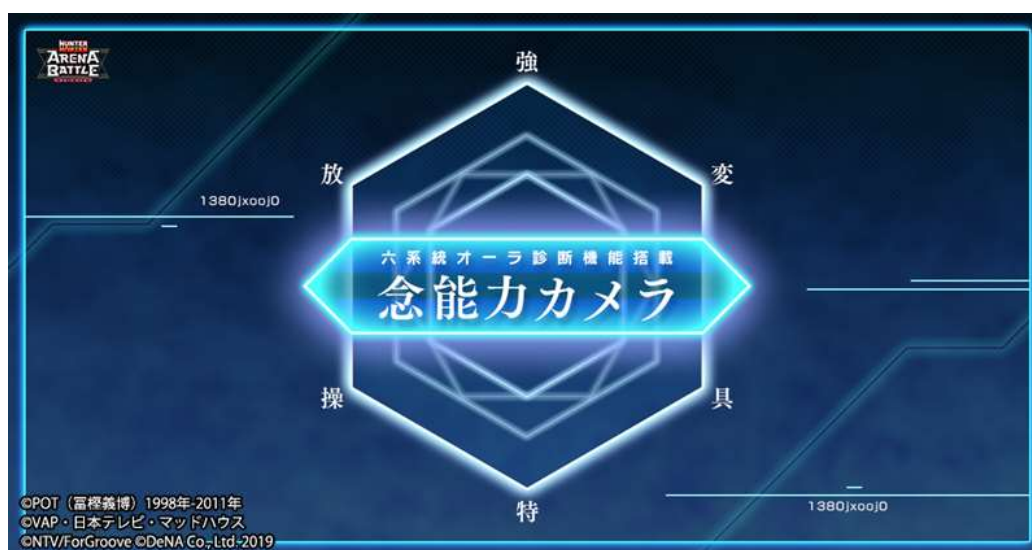 HUNTER
ARENA
BATTLE
強
放
変
1380jxooj0
六系統オーラ診断機能搭載
念能力カメラ
操
具
特
1380jxooj0
©POT（冨樫義博）1998年-2011年
©VAP・日本テレビ・マッドハウス
©NTV/ForGroove ©DeNA Co., Ltd. 2019